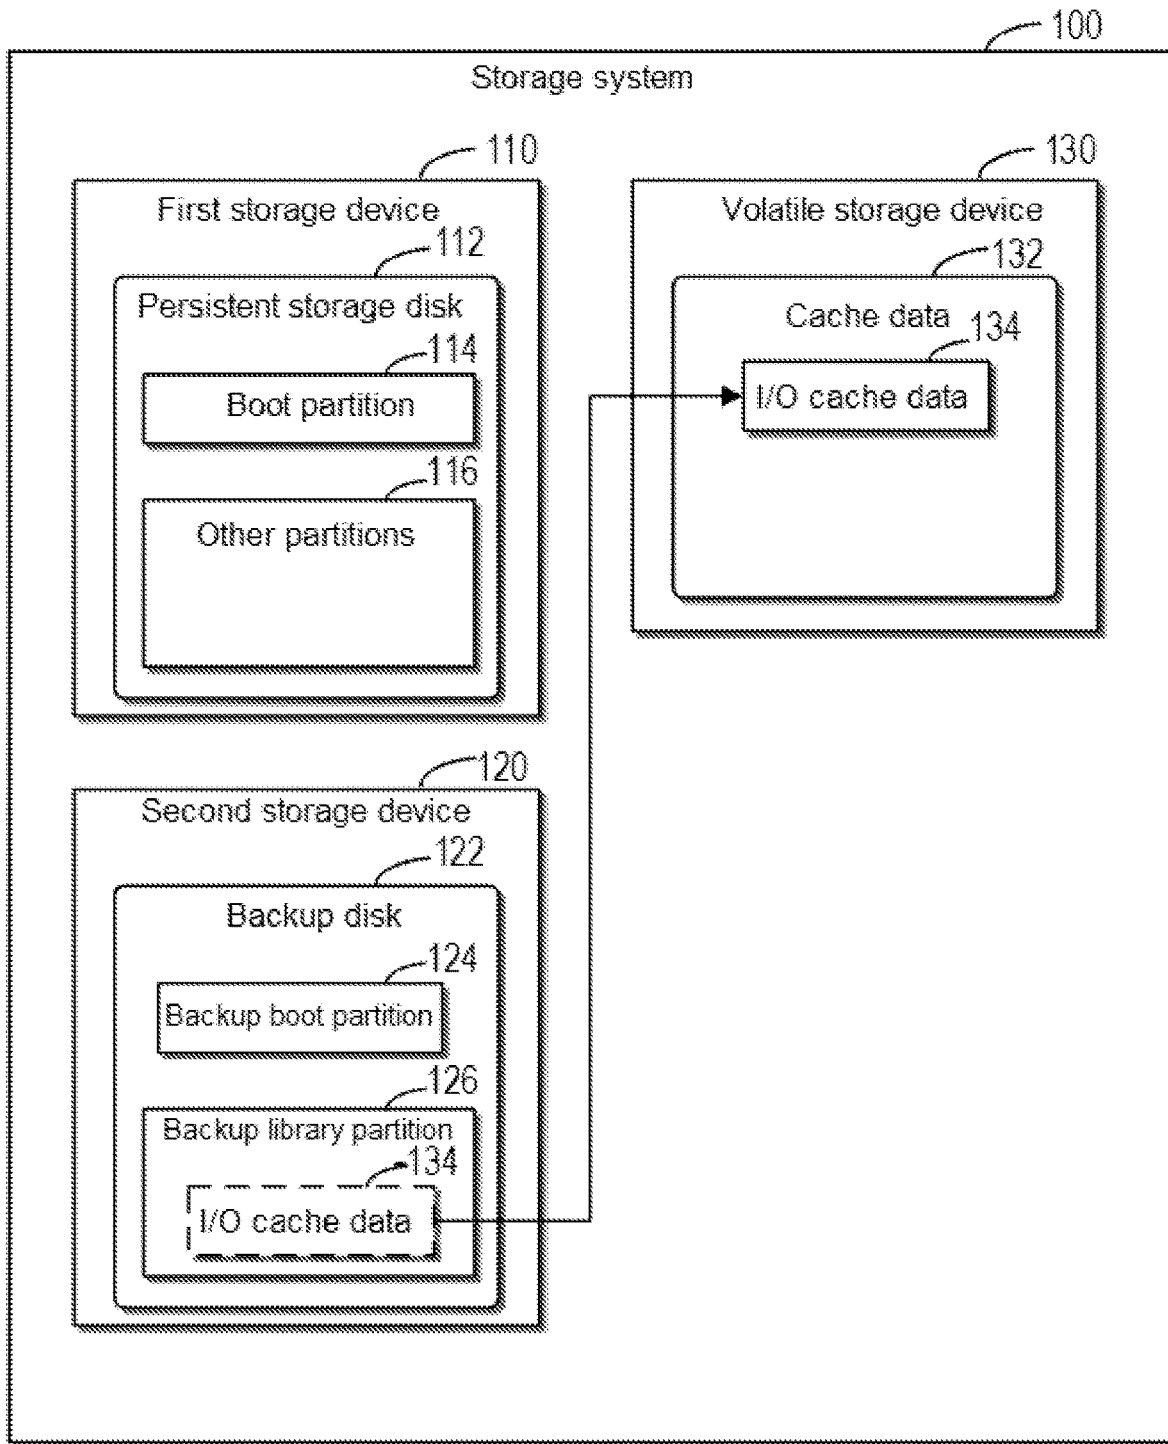 100
Storage system
110
First storage device
112
Persistent storage disk
114
Boot partition
116
Other partitions
130
Volatile storage device
132
Cache data
134
I/O cache data
120
Second storage device
122
Backup disk
124
Backup boot partition
126
Backup library partition
134
I/O cache data